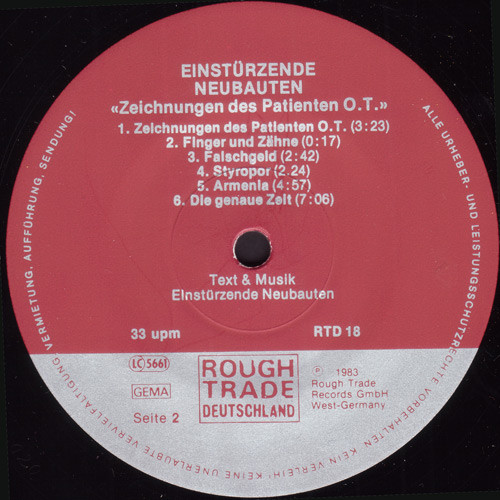 EINSTÜRZENDE
NEUBAUTEN
«Zeichnungen des Patienten O.T.»
1. Zeichnungen des Patienten O.T. (3:23)
2. Finger und Zähne (0:17)
3. Falschgeld (2:42)
4. Styropor (2.24)
5. Armenia (4:57)
6. Die genaue Zeit (7:06)
Text & Musik
Einstürzende Neubauten
33 upm
RTD 18
LC 5661
GEMA
Seite 2
ROUGH
TRADE
DEUTSCHLAND
℗ 1983
Rough Trade
Records GmbH
West-Germany
ALLE URHEBER- UND LEISTUNGSSCHUTZRECHTE VORBEHALTEN. KEIN VERLEIH! KEINE UNERLAUBTE VERVIELFÄLTIGUNG, VERMIETUNG, AUFFÜHRUNG, SENDUNG!